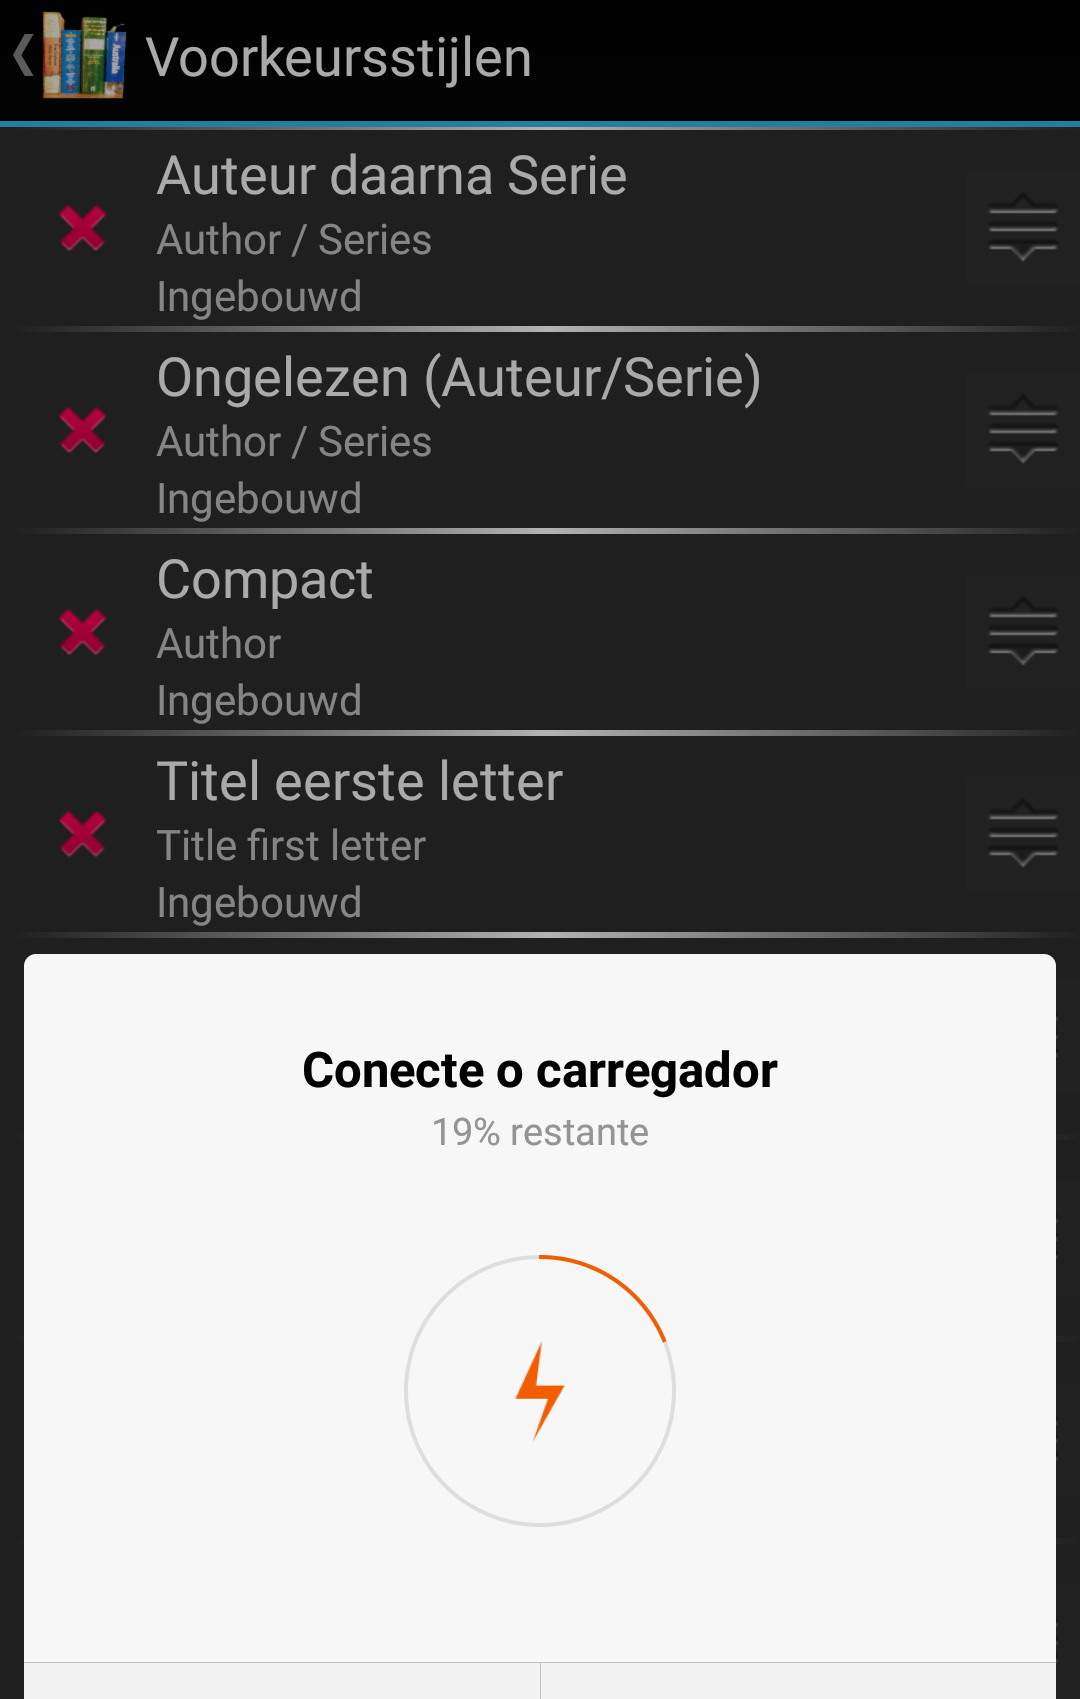 Voorkeursstijlen
Auteur daarna Serie
Author / Series
Ingebouwd
Ongelezen (Auteur/Serie)
Author / Series
Ingebouwd
Compact
Author
Ingebouwd
Titel eerste letter
Title first letter
Ingebouwd
Conecte o carregador
19% restante